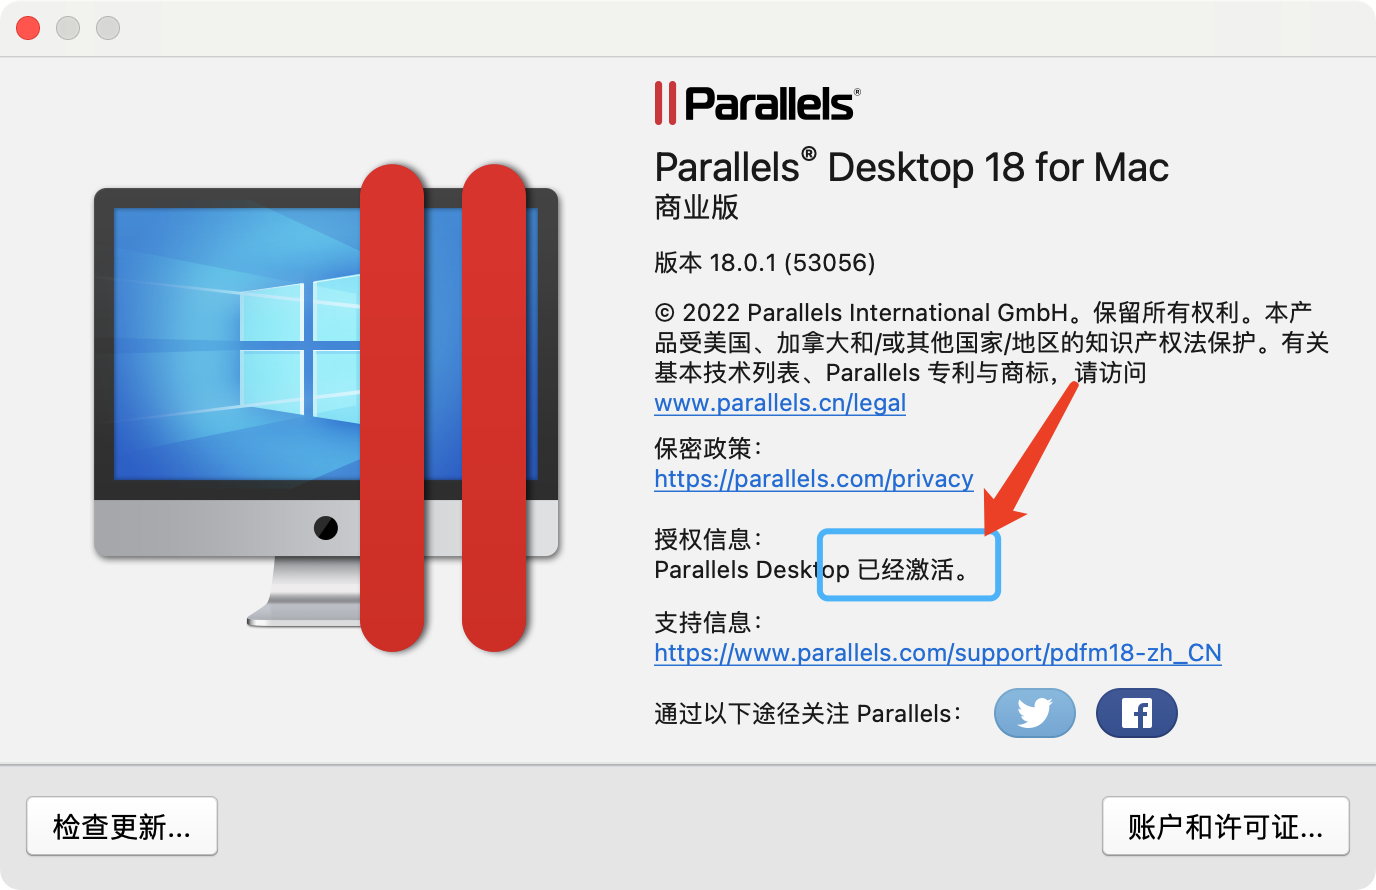 Parallels®
Parallels® Desktop 18 for Mac
商业版
版本 18.0.1 (53056)
© 2022 Parallels International GmbH。保留所有权利。本产
品受美国、加拿大和/或其他国家/地区的知识产权法保护。有关
基本技术列表、Parallels 专利与商标，请访问
www.parallels.cn/legal
保密政策：
https://parallels.com/privacy
授权信息：
Parallels Desktop 已经激活。
支持信息：
https://www.parallels.com/support/pdfm18-zh_CN
通过以下途径关注 Parallels：
检查更新...
账户和许可证...